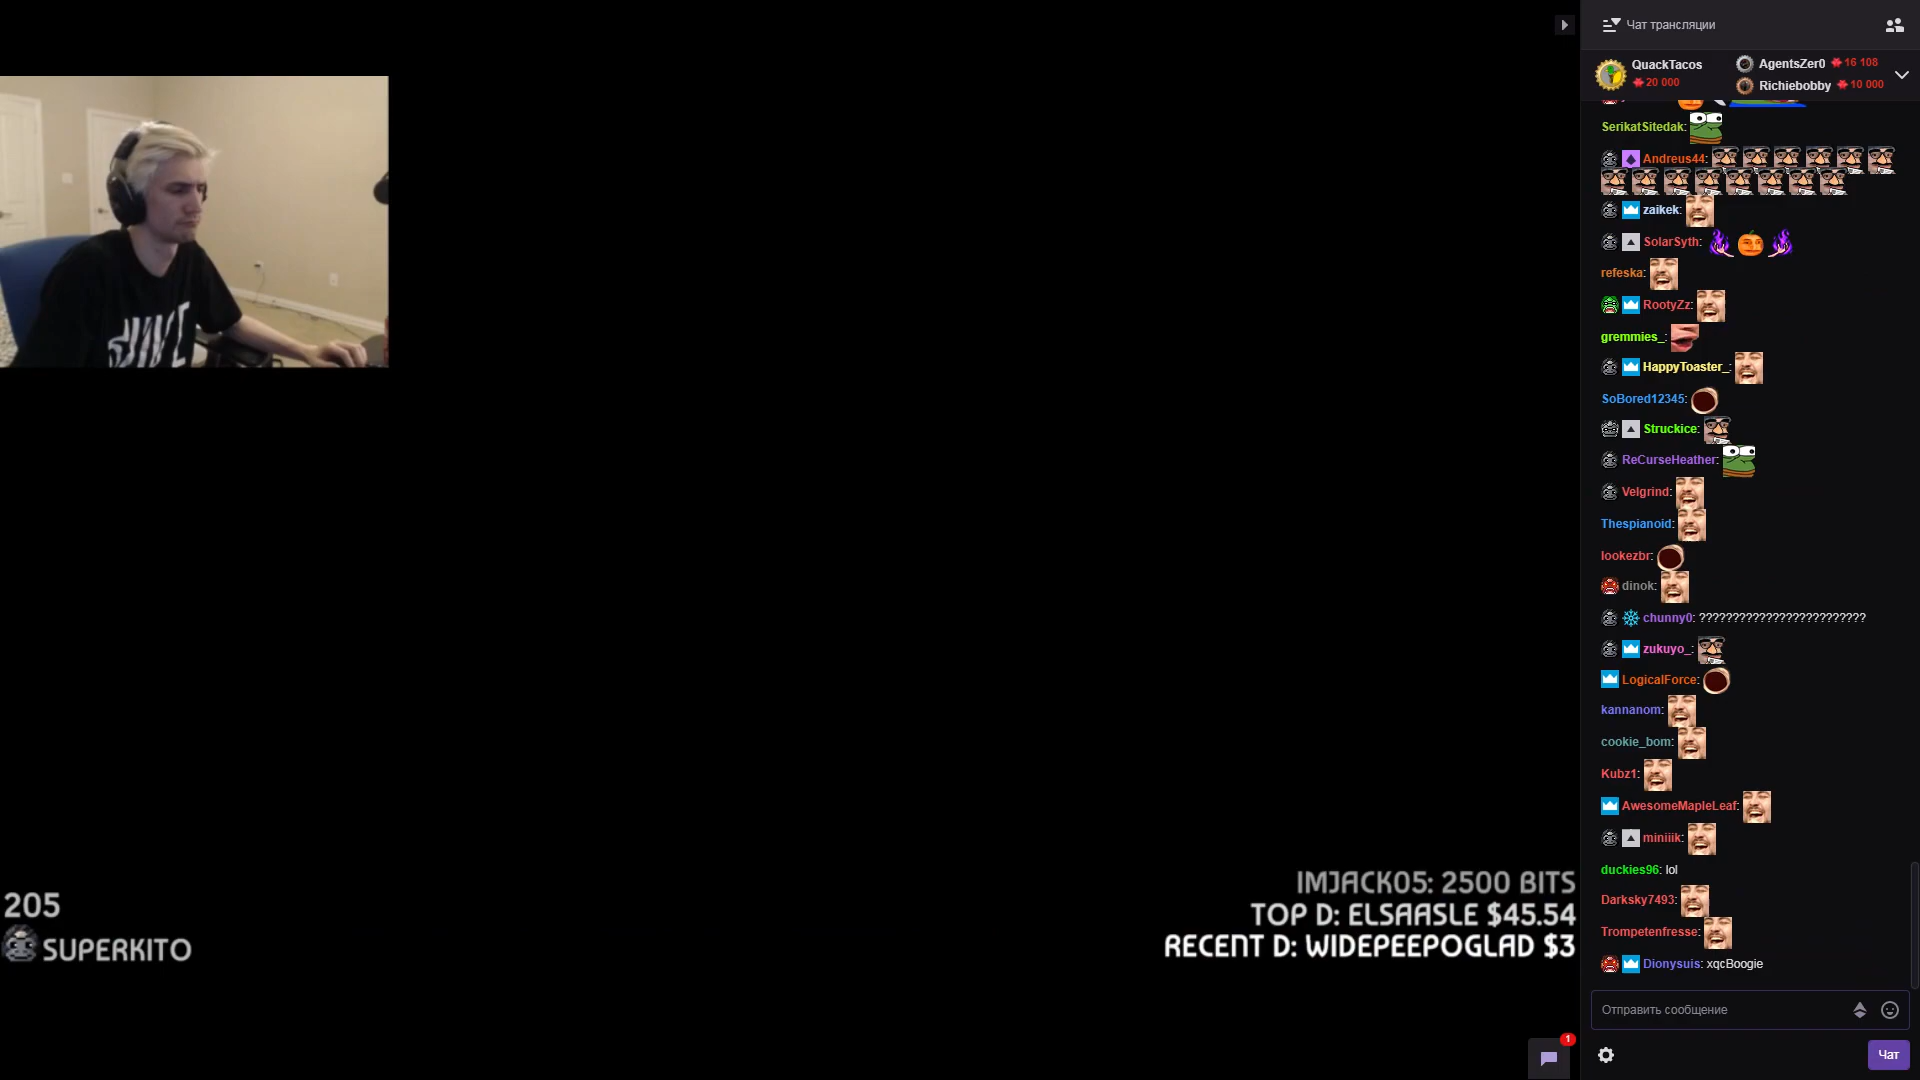 Чат трансляции
QuackTacos
20 000
AgentsZer0 16 108
Richiebobby 10 000
SerikatSitedak:
Andreus44:
zaikek:
SolarSyth:
refeska:
RootyZz:
gremmies_:
HappyToaster_:
SoBored12345:
Struckice:
ReCurseHeather:
Velgrind:
Thespianoid:
lookezbr:
dinok:
chunny0: ?????????????????????????
zukuyo_:
LogicalForce:
kannanom:
cookie_bom:
Kubz1:
AwesomeMapleLeaf:
miniiik:
duckies96: lol
Darksky7493:
Trompetenfresse:
Dionysuis: xqcBoogie
Отправить сообщение
Чат
1
205
SUPERKITO
IMJACK05: 2500 BITS
TOP D: ELSAASLE $45.54
RECENT D: WIDEPEEPOGLAD $3